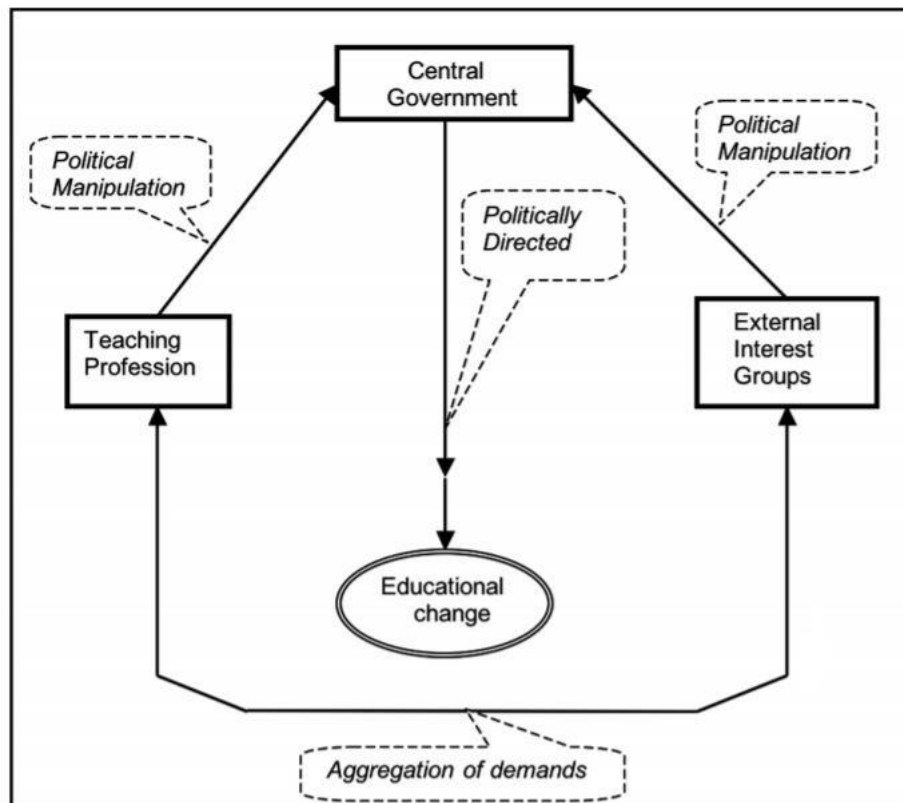 Central
Government
Political
Manipulation
Political
Manipulation
Politically
Directed
Teaching
Profession
External
Interest
Groups
Educational
change
Aggregation of demands